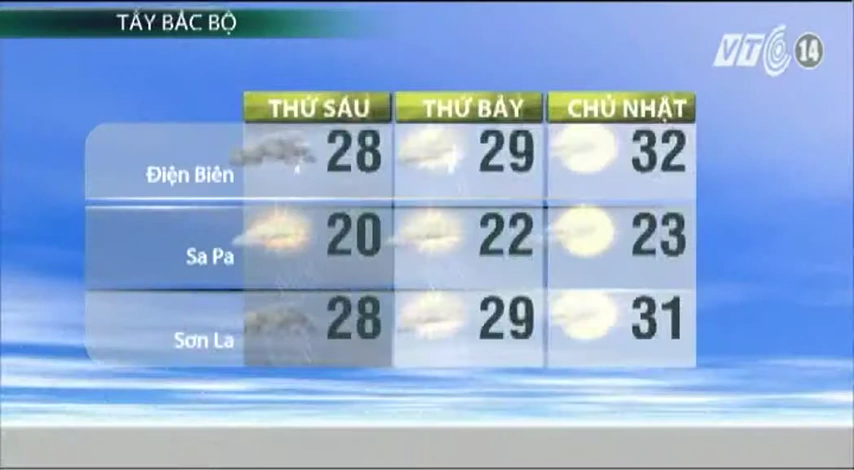 TÂY BẮC BỘ
VTC 14
THỨ SÁU THỨ BẢY CHỦ NHẬT
Điện Biên 28 29 32
Sa Pa 20 22 23
Sơn La 28 29 31